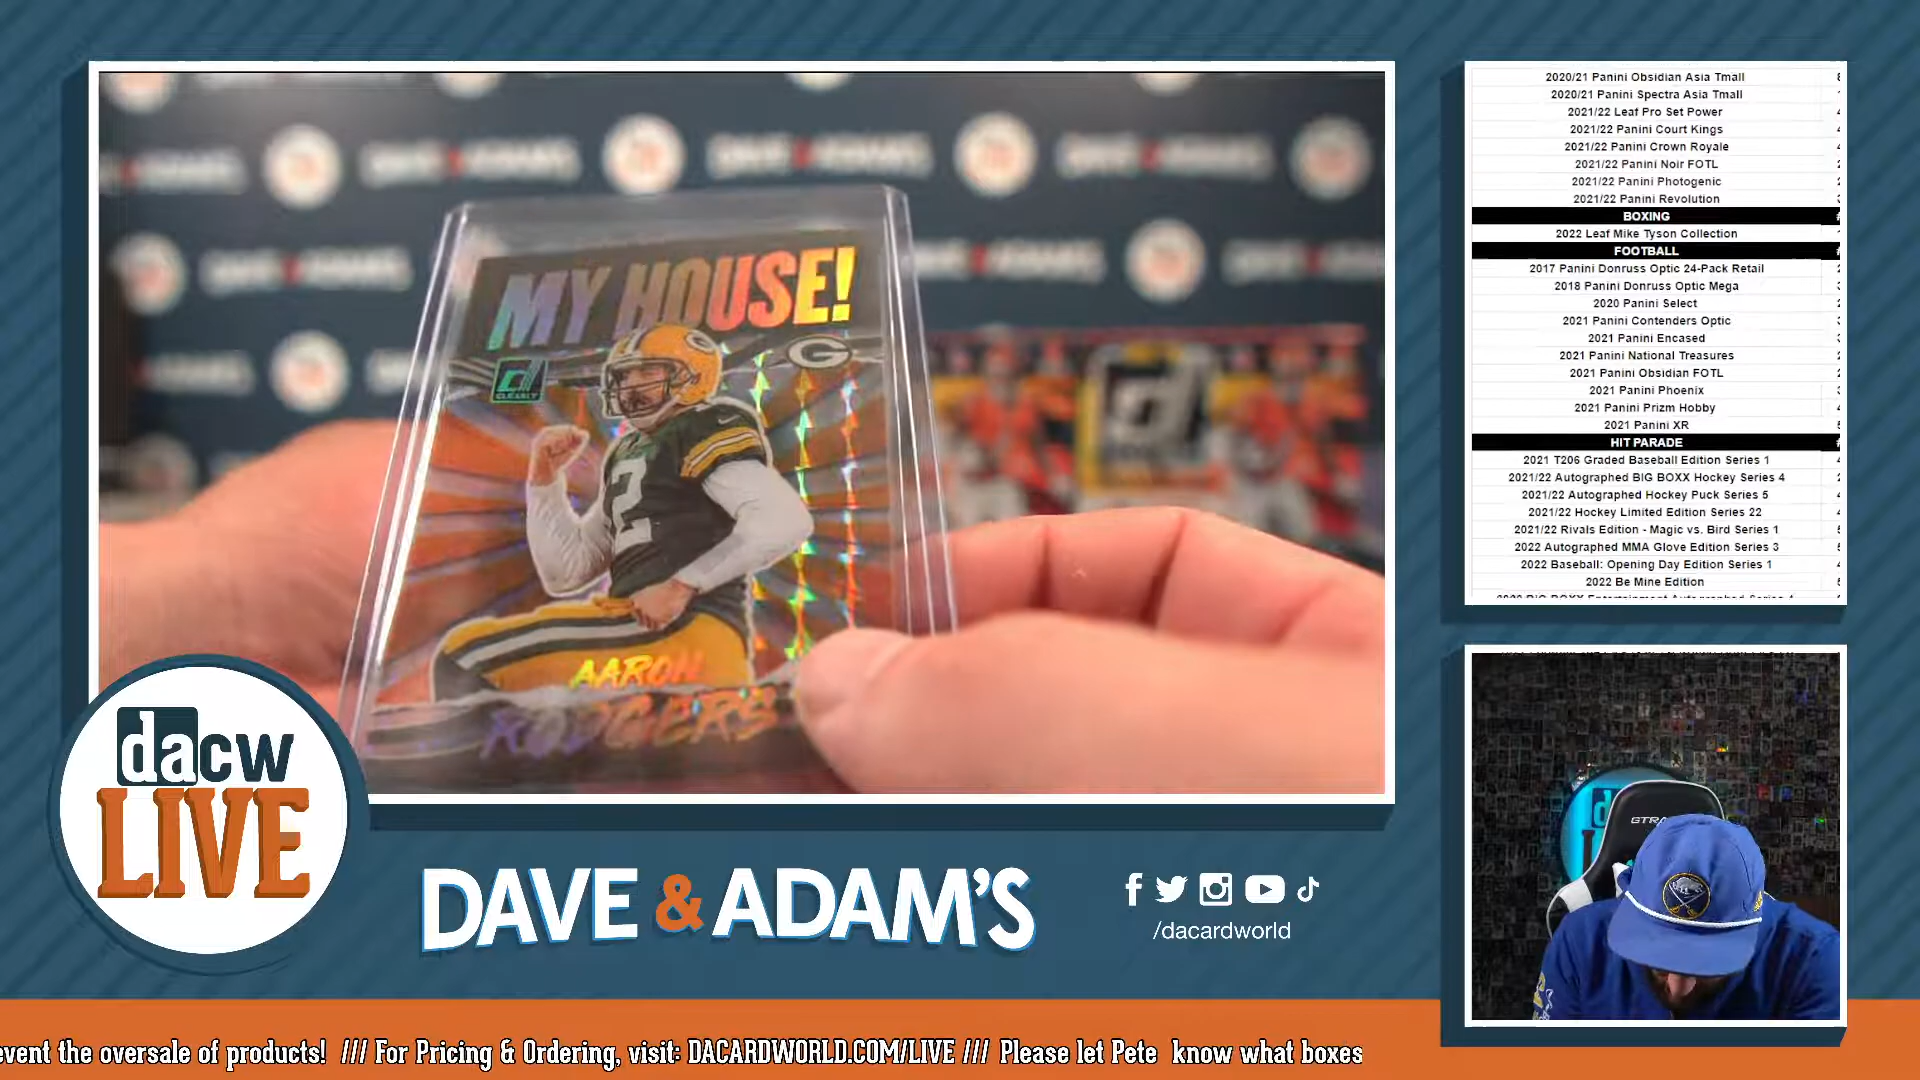 MY HOUSE!
d
CLEARLY
G
12
AARON
RODGERS
dacw
LIVE
DAVE & ADAM'S
/dacardworld
2020/21 Panini Obsidian Asia Tmall
2020/21 Panini Spectra Asia Tmall
2021/22 Leaf Pro Set Power
2021/22 Panini Court Kings
2021/22 Panini Crown Royale
2021/22 Panini Noir FOTL
2021/22 Panini Photogenic
2021/22 Panini Revolution
BOXING
2022 Leaf Mike Tyson Collection
FOOTBALL
2017 Panini Donruss Optic 24-Pack Retail
2018 Panini Donruss Optic Mega
2020 Panini Select
2021 Panini Contenders Optic
2021 Panini Encased
2021 Panini National Treasures
2021 Panini Obsidian FOTL
2021 Panini Phoenix
2021 Panini Prizm Hobby
2021 Panini XR
HIT PARADE
2021 T206 Graded Baseball Edition Series 1
2021/22 Autographed BIG BOXX Hockey Series 4
2021/22 Autographed Hockey Puck Series 5
2021/22 Hockey Limited Edition Series 22
2021/22 Rivals Edition - Magic vs. Bird Series 1
2022 Autographed MMA Glove Edition Series 3
2022 Baseball: Opening Day Edition Series 1
2022 Be Mine Edition
event the oversale of products! /// For Pricing & Ordering, visit: DACARDWORLD.COM/LIVE /// Please let Pete know what boxes